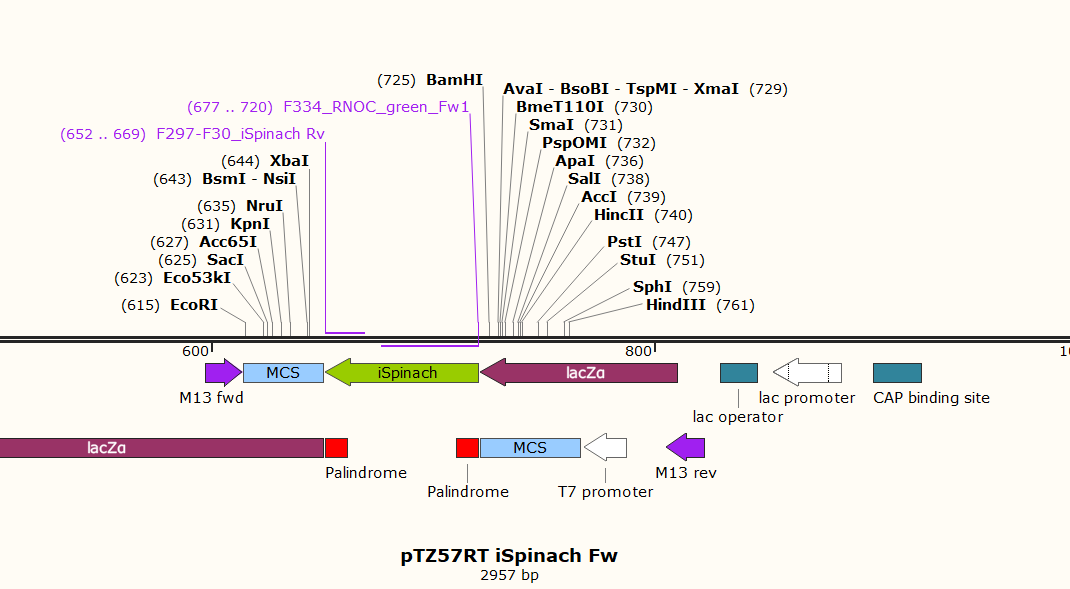 (725) BamHI
AvaI - BsoBI - TspMI - XmaI (729)
(677 .. 720) F334_RNOC_green_Fw1
BmeT110I (730)
SmaI (731)
(652 .. 669) F297-F30_iSpinach Rv
PspOMI (732)
(644) XbaI
ApaI (736)
(643) BsmI - NsiI
SalI (738)
AccI (739)
(635) NruI
HincII (740)
(631) KpnI
(627) Acc65I
PstI (747)
(625) SacI
StuI (751)
(623) Eco53kI
SphI (759)
(615) EcoRI
HindIII (761)
600
800
10
MCS
iSpinach
lacZα
M13 fwd
lac promoter
CAP binding site
lac operator
lacZα
MCS
Palindrome
M13 rev
Palindrome
T7 promoter
pTZ57RT iSpinach Fw
2957 bp